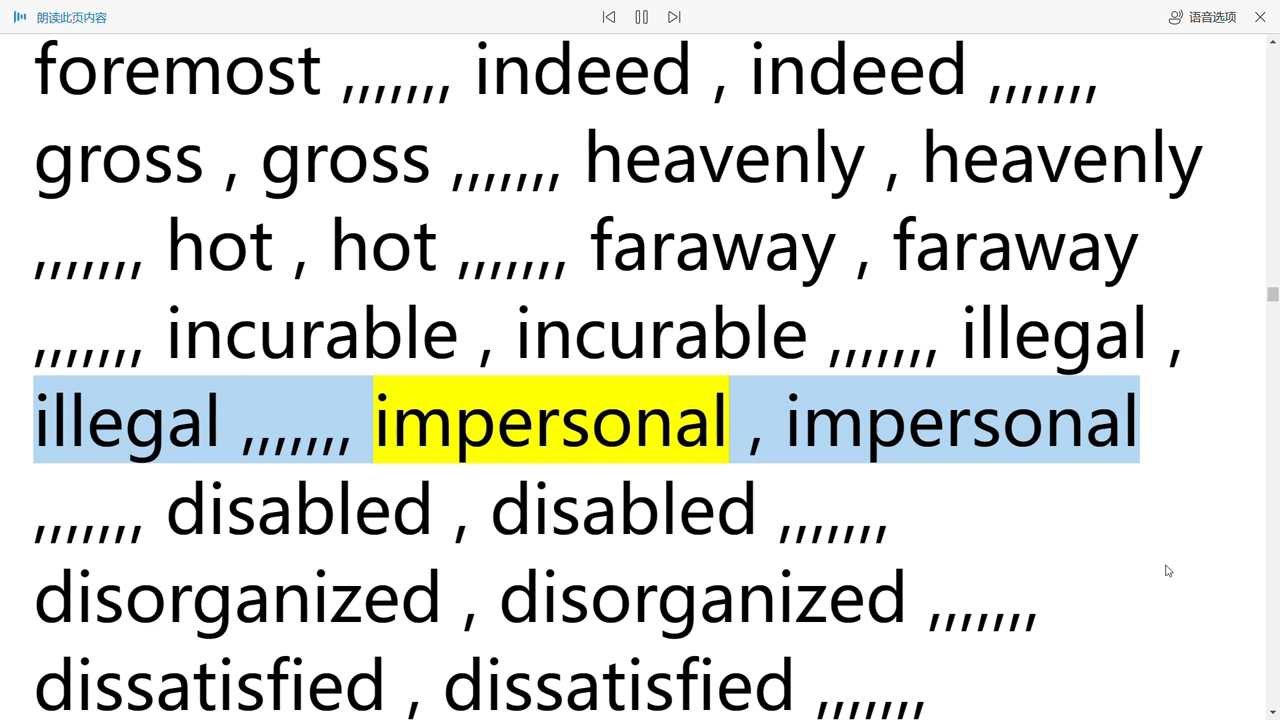 朗读此页内容 语音选项
foremost ,,,,,,, indeed , indeed ,,,,,,,
gross , gross ,,,,,,, heavenly , heavenly
,,,,,,, hot , hot ,,,,,,, faraway , faraway
,,,,,,, incurable , incurable ,,,,,,, illegal ,
illegal ,,,,,,, impersonal , impersonal
,,,,,,, disabled , disabled ,,,,,,,
disorganized , disorganized ,,,,,,,
dissatisfied , dissatisfied ,,,,,,,